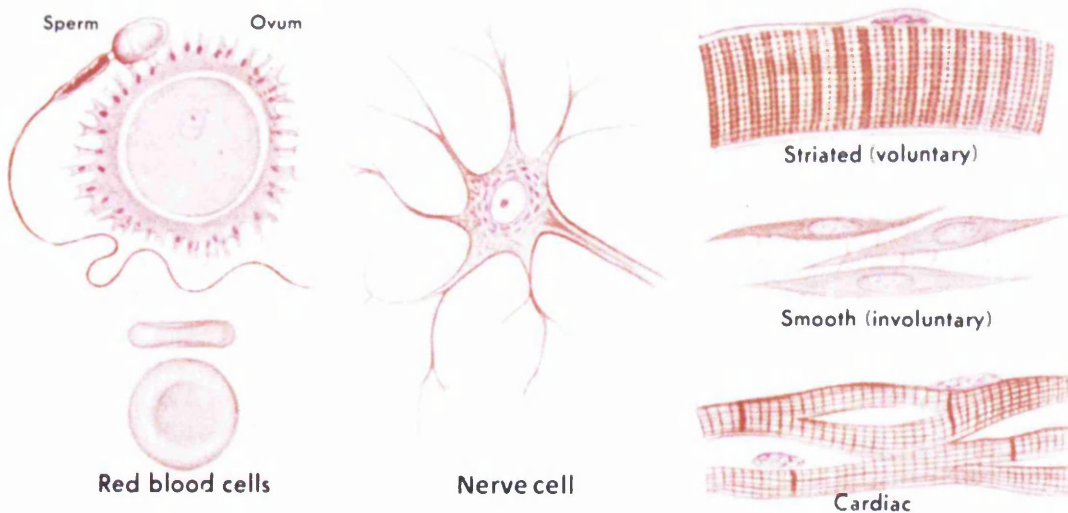 Sperm
Ovum
Striated (voluntary)
Smooth (involuntary)
Red blood cells
Nerve cell
Cardiac